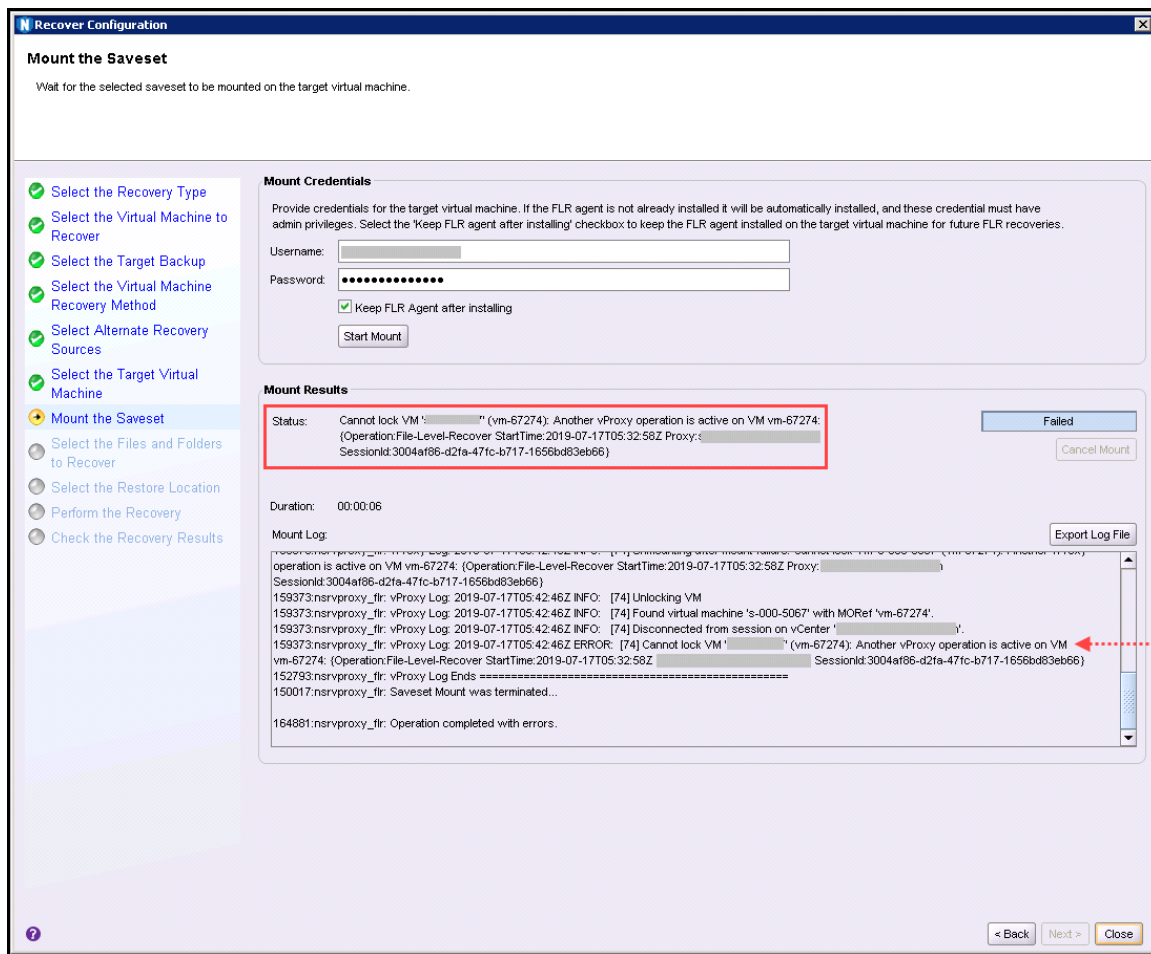 Recover Configuration
Mount the Saveset
Wait for the selected saveset to be mounted on the target virtual machine.
Select the Recovery Type
Select the Virtual Machine to
Recover
Select the Target Backup
Select the Virtual Machine
Recovery Method
Select Alternate Recovery
Sources
Select the Target Virtual
Machine
Mount the Saveset
Select the Files and Folders
to Recover
Select the Restore Location
Perform the Recovery
Check the Recovery Results
Mount Credentials
Provide credentials for the target virtual machine. If the FLR agent is not already installed it will be automatically installed, and these credential must have
admin privileges. Select the 'Keep FLR agent after installing' checkbox to keep the FLR agent installed on the target virtual machine for future FLR recoveries.
Username:
Password: ●●●●●●●●●●●●●●
Keep FLR Agent after installing
Start Mount
Mount Results
Status: Cannot lock VM ' ' (vm-67274): Another vProxy operation is active on VM vm-67274:
{Operation:File-Level-Recover StartTime:2019-07-17T05:32:58Z Proxy:
SessionId:3004af86-d2fa-47fc-b717-1656bd83eb66}
Failed
Cancel Mount
Duration: 00:00:06
Mount Log:
Export Log File
operation is active on VM vm-67274: {Operation:File-Level-Recover StartTime:2019-07-17T05:32:58Z Proxy:
SessionId:3004af86-d2fa-47fc-b717-1656bd83eb66}
159373:nsrvproxy_flr: vProxy Log: 2019-07-17T05:42:46Z INFO: [74] Unlocking VM
159373:nsrvproxy_flr: vProxy Log: 2019-07-17T05:42:46Z INFO: [74] Found virtual machine 's-000-5067' with MORef 'vm-67274'.
159373:nsrvproxy_flr: vProxy Log: 2019-07-17T05:42:46Z INFO: [74] Disconnected from session on vCenter ' '.
159373:nsrvproxy_flr: vProxy Log: 2019-07-17T05:42:46Z ERROR: [74] Cannot lock VM ' ' (vm-67274): Another vProxy operation is active on VM
vm-67274: {Operation:File-Level-Recover StartTime:2019-07-17T05:32:58Z SessionId:3004af86-d2fa-47fc-b717-1656bd83eb66}
152793:nsrvproxy_flr: vProxy Log Ends ===============================================
150017:nsrvproxy_flr: Saveset Mount was terminated...
164881:nsrvproxy_flr: Operation completed with errors.
< Back
Next >
Close